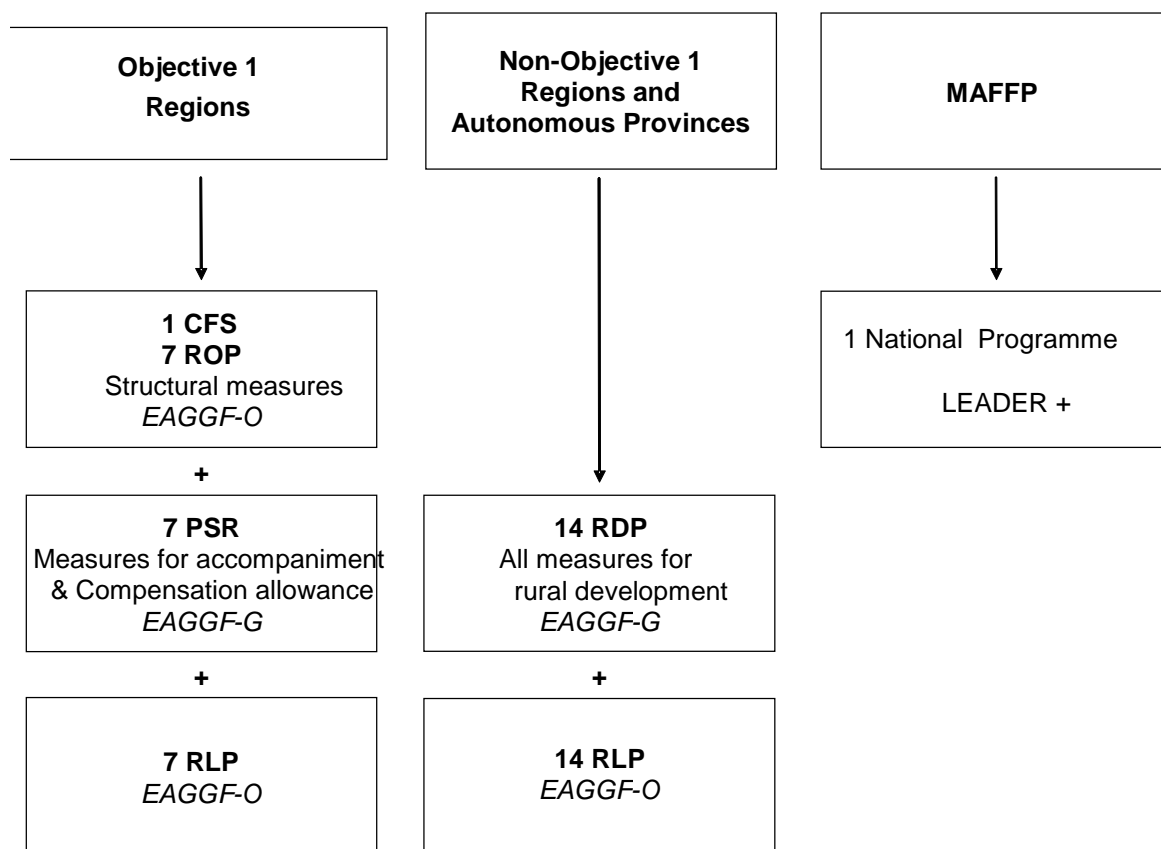 Objective 1
Regions
Non-Objective 1
Regions and
Autonomous Provinces
MAFFP
1 CFS
7 ROP
Structural measures
EAGGF-O
+
7 PSR
Measures for accompaniment
& Compensation allowance
EAGGF-G
+
7 RLP
EAGGF-O
14 RDP
All measures for
rural development
EAGGF-G
+
14 RLP
EAGGF-O
1 National Programme
LEADER +